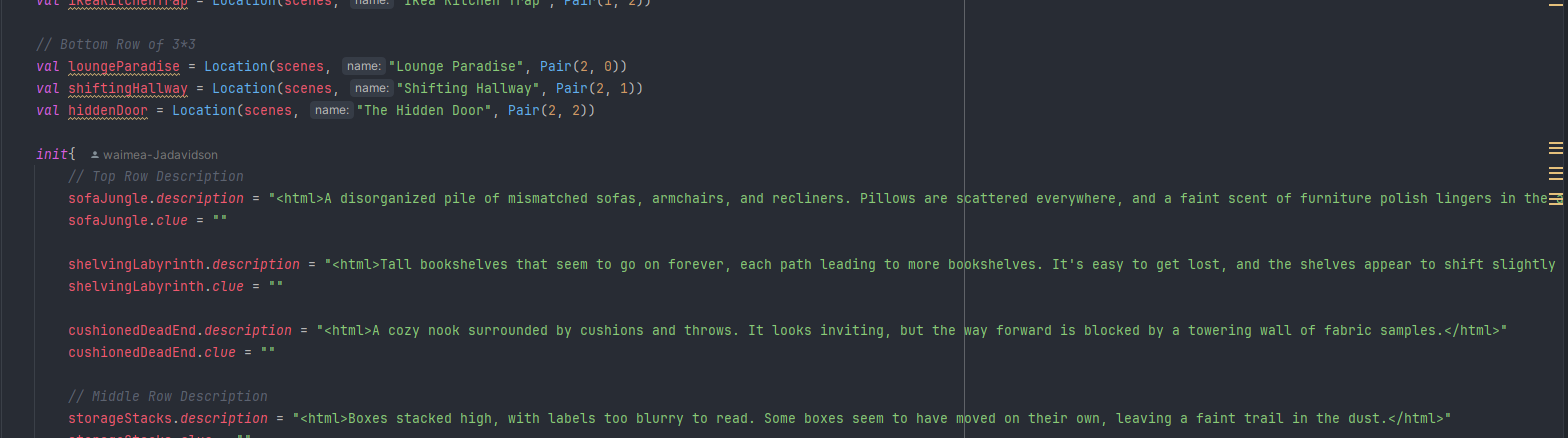 val ikeaKitchenTrap = Location(scenes, name: "Ikea Kitchen Trap", Pair(1, 2))
// Bottom Row of 3*3
val loungeParadise = Location(scenes, name: "Lounge Paradise", Pair(2, 0))
val shiftingHallway = Location(scenes, name: "Shifting Hallway", Pair(2, 1))
val hiddenDoor = Location(scenes, name: "The Hidden Door", Pair(2, 2))
init{ waimea-Jadavidson
// Top Row Description
sofaJungle.description = "<html>A disorganized pile of mismatched sofas, armchairs, and recliners. Pillows are scattered everywhere, and a faint scent of furniture polish lingers in the
sofaJungle.clue = ""
shelvingLabyrinth.description = "<html>Tall bookshelves that seem to go on forever, each path leading to more bookshelves. It's easy to get lost, and the shelves appear to shift slightly
shelvingLabyrinth.clue = ""
cushionedDeadEnd.description = "<html>A cozy nook surrounded by cushions and throws. It looks inviting, but the way forward is blocked by a towering wall of fabric samples.</html>"
cushionedDeadEnd.clue = ""
// Middle Row Description
storageStacks.description = "<html>Boxes stacked high, with labels too blurry to read. Some boxes seem to have moved on their own, leaving a faint trail in the dust.</html>"
storageStacks.clue = ""